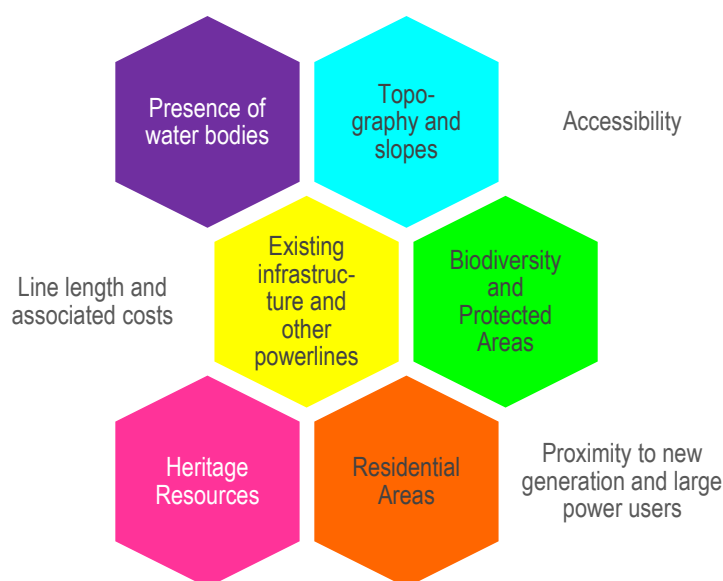 Presence of
water bodies
Topo-
graphy and
slopes
Accessibility
Line length and
associated costs
Existing
infrastruc-
ture and
other
powerlines
Biodiversity
and
Protected
Areas
Heritage
Resources
Residential
Areas
Proximity to new
generation and large
power users